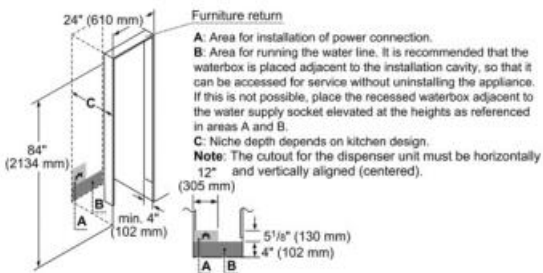 Furniture return
24" (610 mm)
A: Area for installation of power connection.
B: Area for running the water line. It is recommended that the
waterbox is placed adjacent to the installation cavity, so that it
can be accessed for service without uninstalling the appliance.
If this is not possible, place the recessed waterbox adjacent to
the water supply socket elevated at the heights as referenced
in areas A and B.
C: Niche depth depends on kitchen design.
Note: The cutout for the dispenser unit must be horizontally
and vertically aligned (centered).
C
84"
(2134 mm)
B
A
min. 4"
(102 mm)
12"
(305 mm)
5 1/8" (130 mm)
4" (102 mm)
A B